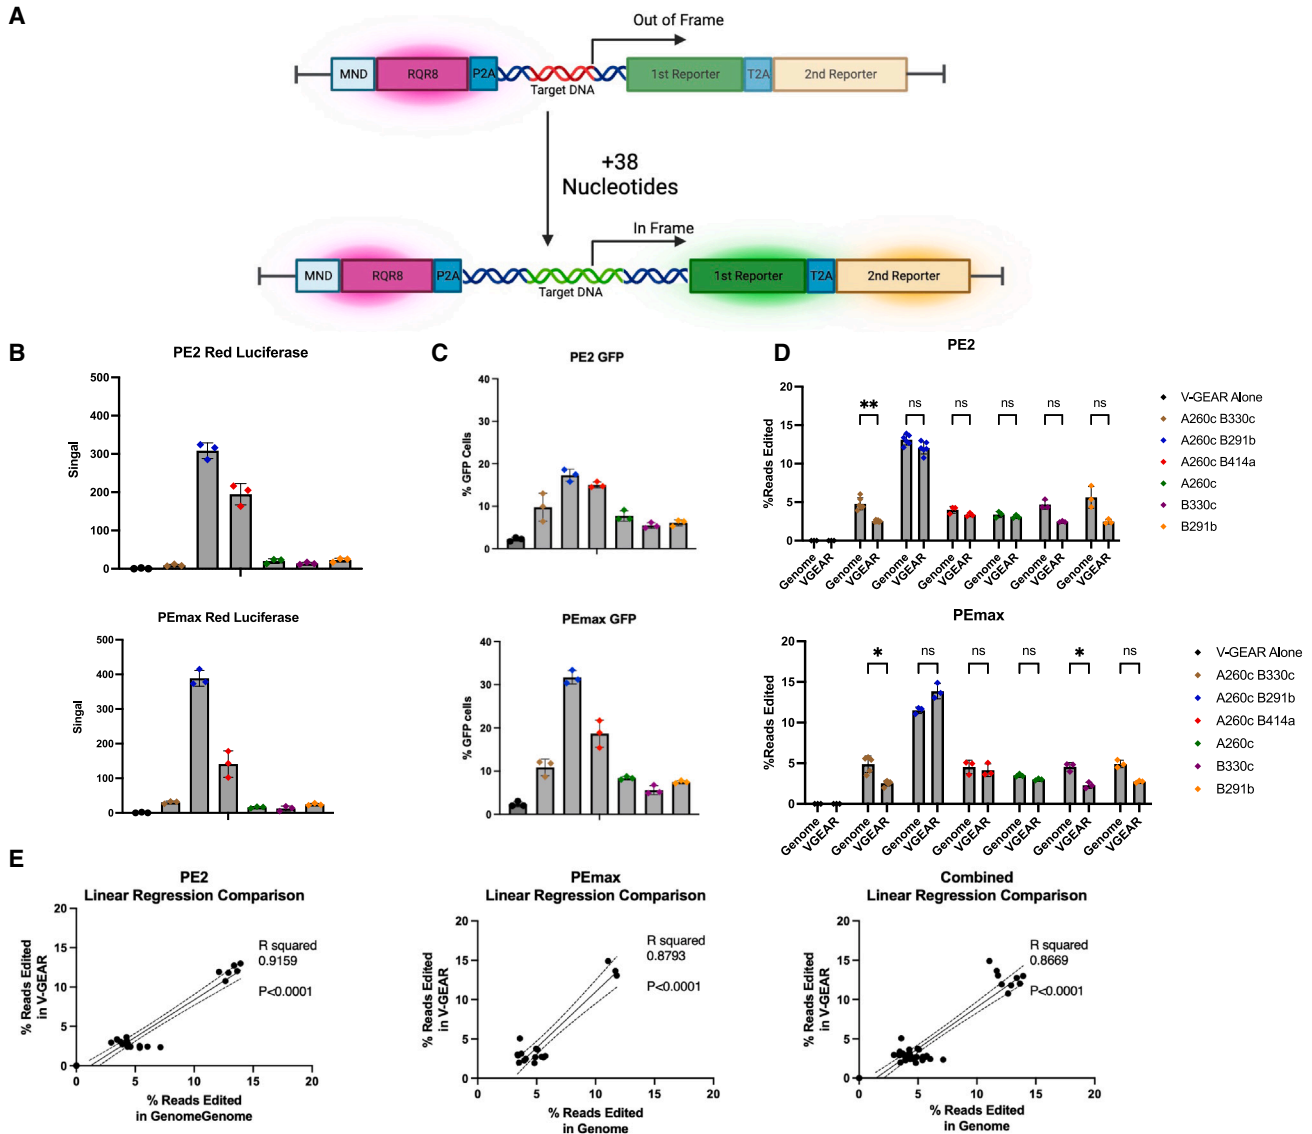 A
Out of Frame
MND
RQR8
P2A
Target DNA
1st Reporter
T2A
2nd Reporter
+38
Nucleotides
In Frame
MND
RQR8
P2A
Target DNA
1st Reporter
T2A
2nd Reporter
B
PE2 Red Luciferase
Singal
500
400
300
200
100
0
PEmax Red Luciferase
Singal
500
400
300
200
100
0
C
PE2 GFP
% GFP Cells
40
30
20
10
0
PEmax GFP
% GFP cells
40
30
20
10
0
D
PE2
%Reads Edited
20
15
10
5
0
** ns ns ns ns ns
Genome VGEAR Genome VGEAR Genome VGEAR Genome VGEAR Genome VGEAR Genome VGEAR Genome VGEAR
V-GEAR Alone
A260c B330c
A260c B291b
A260c B414a
A260c
B330c
B291b
PEmax
%Reads Edited
20
15
10
5
0
* ns ns ns * ns
Genome VGEAR Genome VGEAR Genome VGEAR Genome VGEAR Genome VGEAR Genome VGEAR Genome VGEAR
V-GEAR Alone
A260c B330c
A260c B291b
A260c B414a
A260c
B330c
B291b
E
PE2
Linear Regression Comparison
% Reads Edited
in V-GEAR
20
15
10
5
0
R squared
0.9159
P<0.0001
0 5 10 15 20
% Reads Edited
in GenomeGenome
PEmax
Linear Regression Comparison
% Reads Edited
in V-GEAR
20
15
10
5
0
R squared
0.8793
P<0.0001
0 5 10 15 20
% Reads Edited
in Genome
Combined
Linear Regression Comparison
% Reads Edited
in V-GEAR
20
15
10
5
0
R squared
0.8669
P<0.0001
0 5 10 15 20
% Reads Edited
in Genome